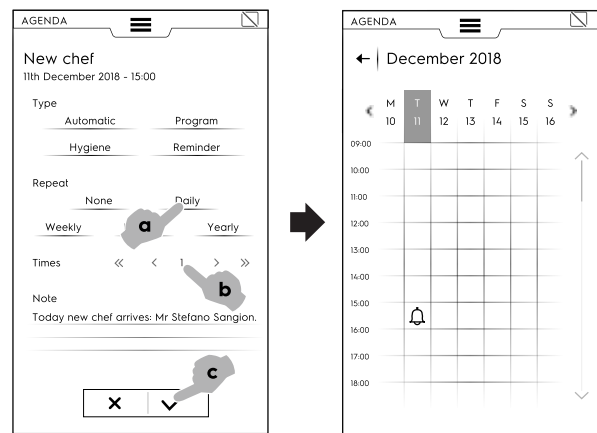 AGENDA
New chef
11th December 2018 - 15:00
Type
Automatic Program
Hygiene Reminder
Repeat
None Daily
Weekly Yearly
a
Times « < 1 > »
b
Note
Today new chef arrives: Mr Stefano Sangion.
c
AGENDA
December 2018
M T W T F S S
10 11 12 13 14 15 16
09:00
10:00
11:00
12:00
13:00
14:00
15:00
16:00
17:00
18:00